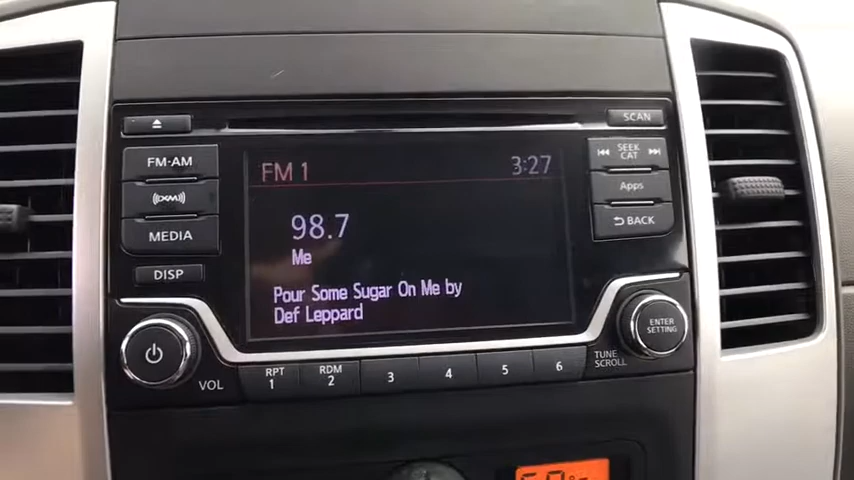 SCAN
FM·AM
FM 1
3:27
SEEK
CAT
xm
98.7
Apps
MEDIA
Me
BACK
DISP
Pour Some Sugar On Me by
Def Leppard
ENTER
SETTING
VOL
RPT
1
RDM
2
3
4
5
6
TUNE
SCROLL